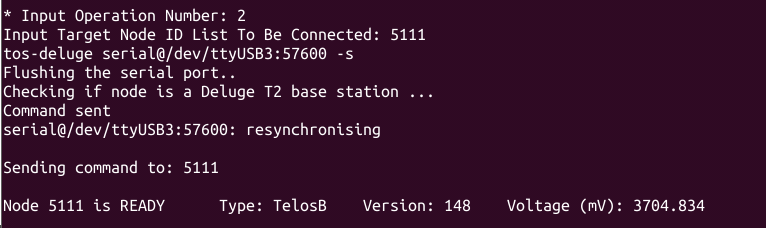 * Input Operation Number: 2
Input Target Node ID List To Be Connected: 5111
tos-deluge serial@/dev/ttyUSB3:57600 -s
Flushing the serial port..
Checking if node is a Deluge T2 base station ...
Command sent
serial@/dev/ttyUSB3:57600: resynchronising
Sending command to: 5111
Node 5111 is READY Type: TelosB Version: 148 Voltage (mV): 3704.834